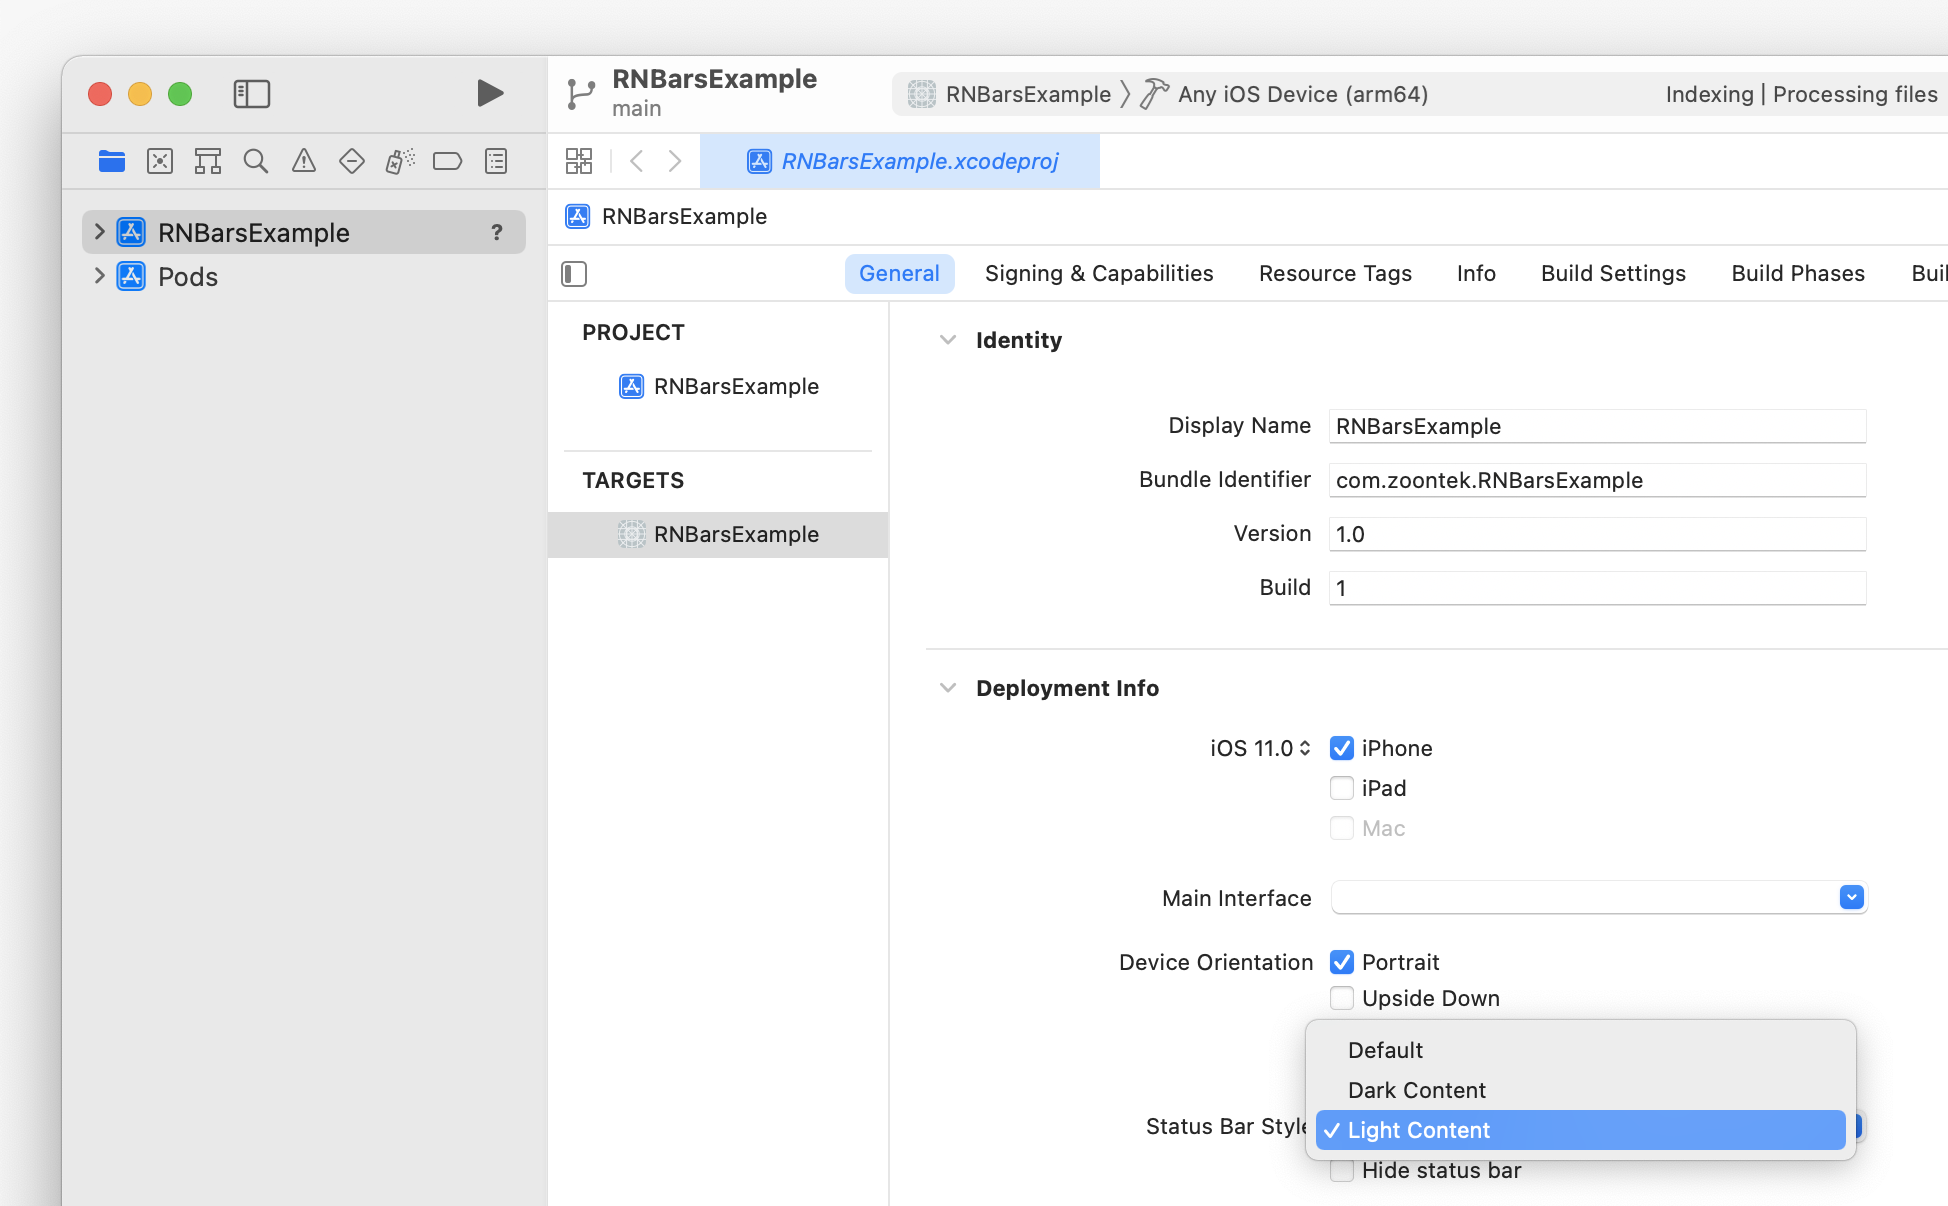 RNBarsExample
main
RNBarsExample
Any iOS Device (arm64)
Indexing | Processing files
RNBarsExample.xcodeproj
RNBarsExample ?
Pods
RNBarsExample
General Signing & Capabilities Resource Tags Info Build Settings Build Phases Buil
PROJECT
RNBarsExample
TARGETS
RNBarsExample
Identity
Display Name RNBarsExample
Bundle Identifier com.zoontek.RNBarsExample
Version 1.0
Build 1
Deployment Info
iOS 11.0 iPhone
iPad
Mac
Main Interface
Device Orientation Portrait
Upside Down
Default
Dark Content
Status Bar Style Light Content
Hide status bar